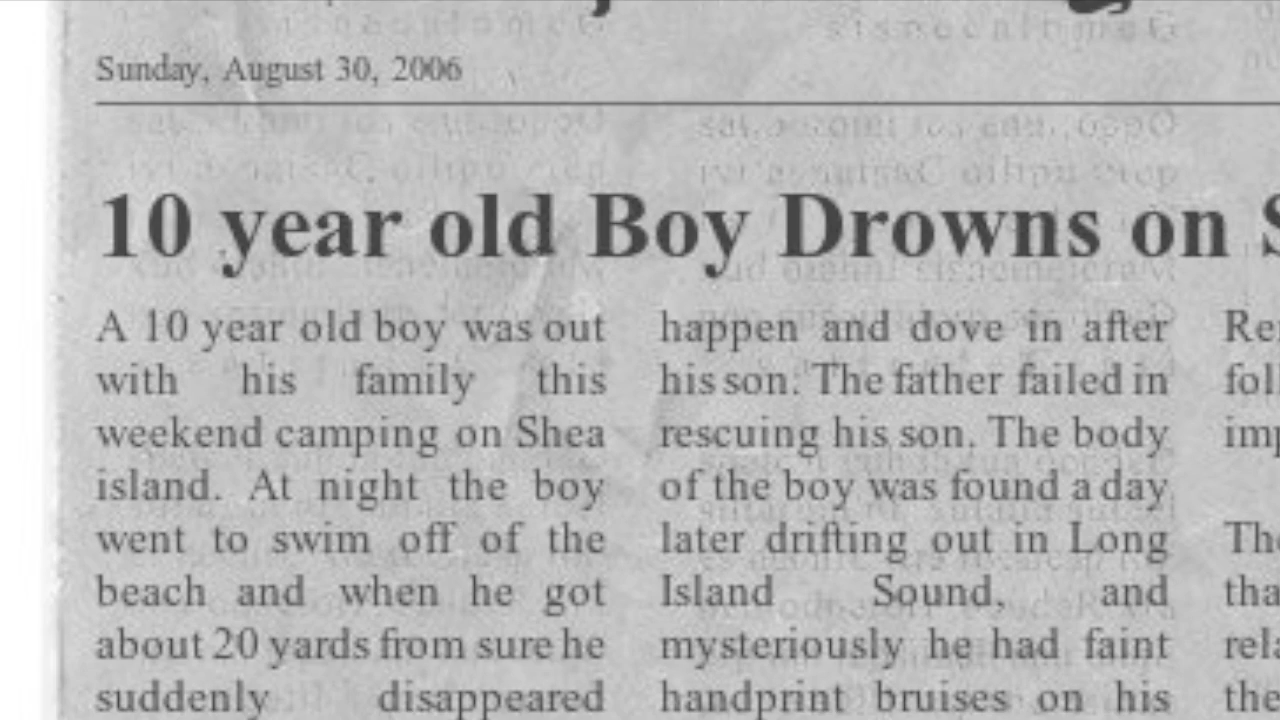 Sunday, August 30, 2006
10 year old Boy Drowns on
A 10 year old boy was out
with his family this
weekend camping on Shea
island. At night the boy
went to swim off of the
beach and when he got
about 20 yards from sure he
suddenly disappeared
happen and dove in after
his son. The father failed in
rescuing his son. The body
of the boy was found a day
later drifting out in Long
Island Sound, and
mysteriously he had faint
handprint bruises on his